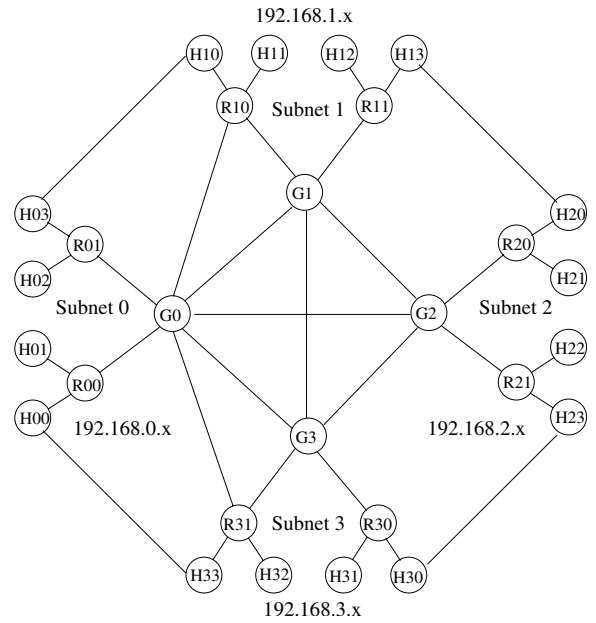 192.168.1.x
H10 H11 H12 H13
R10 Subnet 1 R11
G1
H03 H20
R01 R20
H02 H21
Subnet 0 G0 G2 Subnet 2
H01 H22
R00 R21
H00 H23
192.168.0.x 192.168.2.x
G3
R31 Subnet 3 R30
H33 H32 H31 H30
192.168.3.x